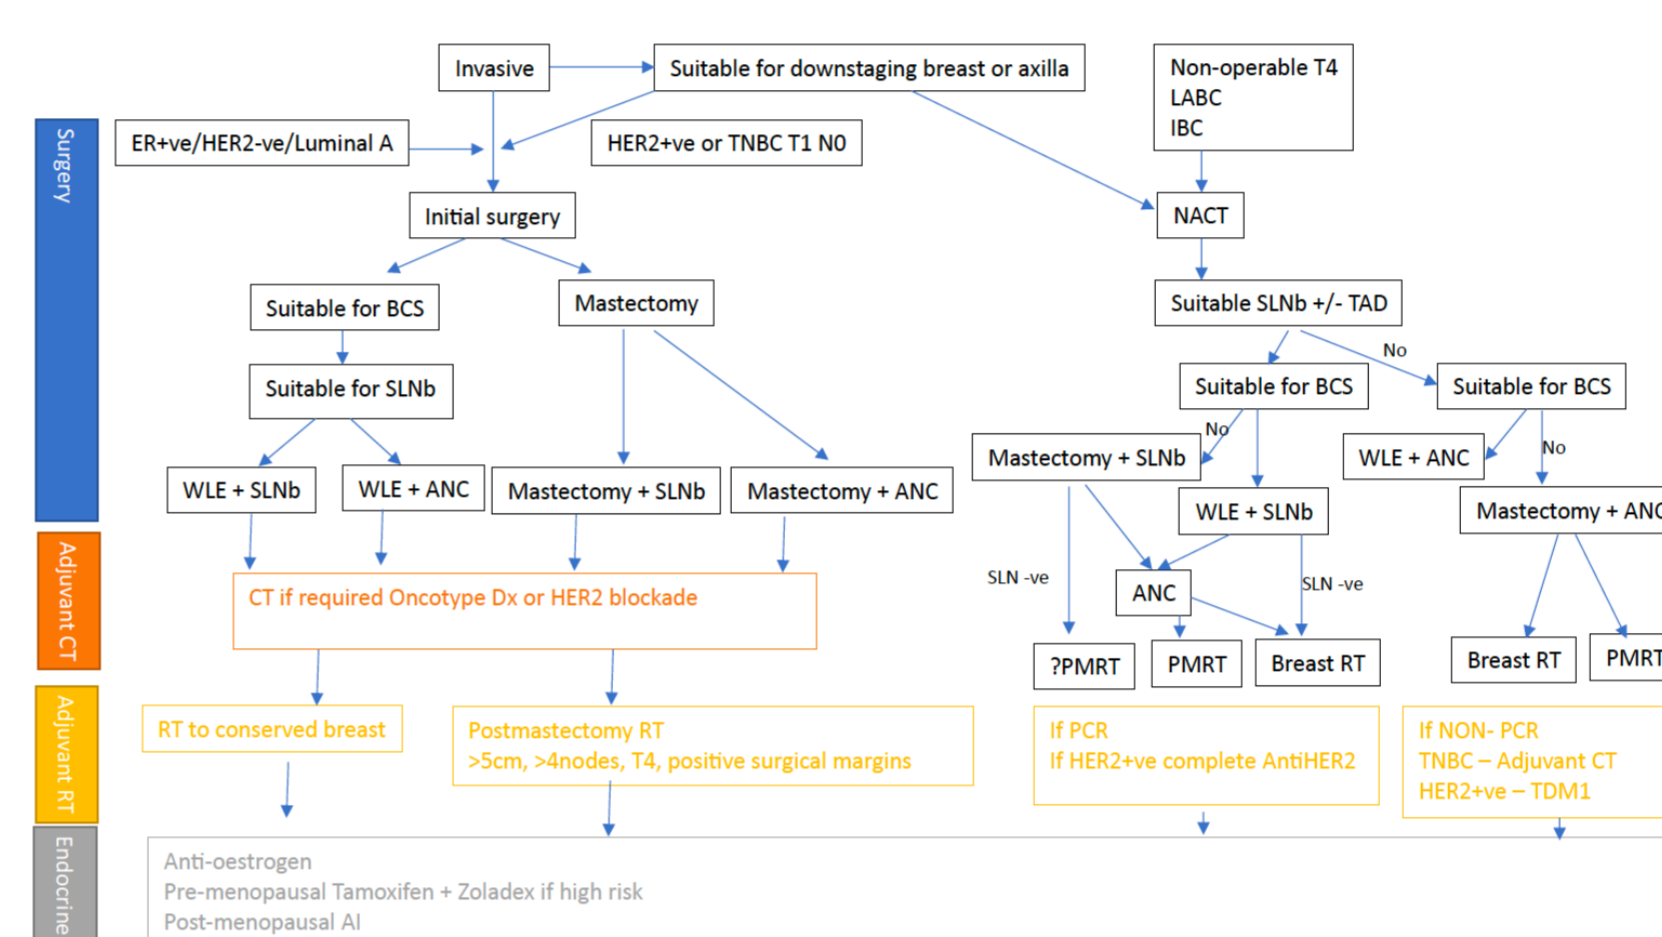 Invasive
Suitable for downstaging breast or axilla
Non-operable T4
LABC
IBC
Surgery
ER+ve/HER2-ve/Luminal A
HER2+ve or TNBC T1 N0
Initial surgery
NACT
Suitable for BCS
Mastectomy
Suitable SLNb +/- TAD
No
Suitable for SLNb
Suitable for BCS
Suitable for BCS
No
Mastectomy + SLNb
WLE + ANC
No
WLE + SLNb
WLE + ANC
Mastectomy + SLNb
Mastectomy + ANC
WLE + SLNb
Mastectomy + ANC
Adjuvant CT
CT if required Oncotype Dx or HER2 blockade
SLN -ve
ANC
SLN -ve
?PMRT
PMRT
Breast RT
Breast RT
PMRT
Adjuvant RT
RT to conserved breast
Postmastectomy RT
>5cm, >4nodes, T4, positive surgical margins
If PCR
If HER2+ve complete AntiHER2
If NON- PCR
TNBC – Adjuvant CT
HER2+ve – TDM1
Endocrine
Anti-oestrogen
Pre-menopausal Tamoxifen + Zoladex if high risk
Post-menopausal AI